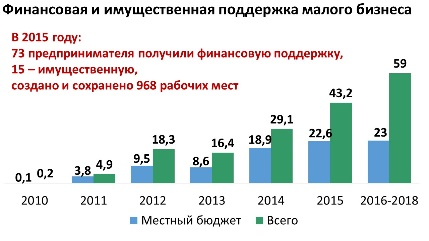 Финансовая и имущественная поддержка малого бизнеса
В 2015 году:
73 предпринимателя получили финансовую поддержку,
15 – имущественную,
создано и сохранено 968 рабочих мест
0,1 0,2 3,8 4,9 9,5 18,3 8,6 16,4 18,9 29,1 22,6 43,2 23 59
2010 2011 2012 2013 2014 2015 2016-2018
Местный бюджет Всего